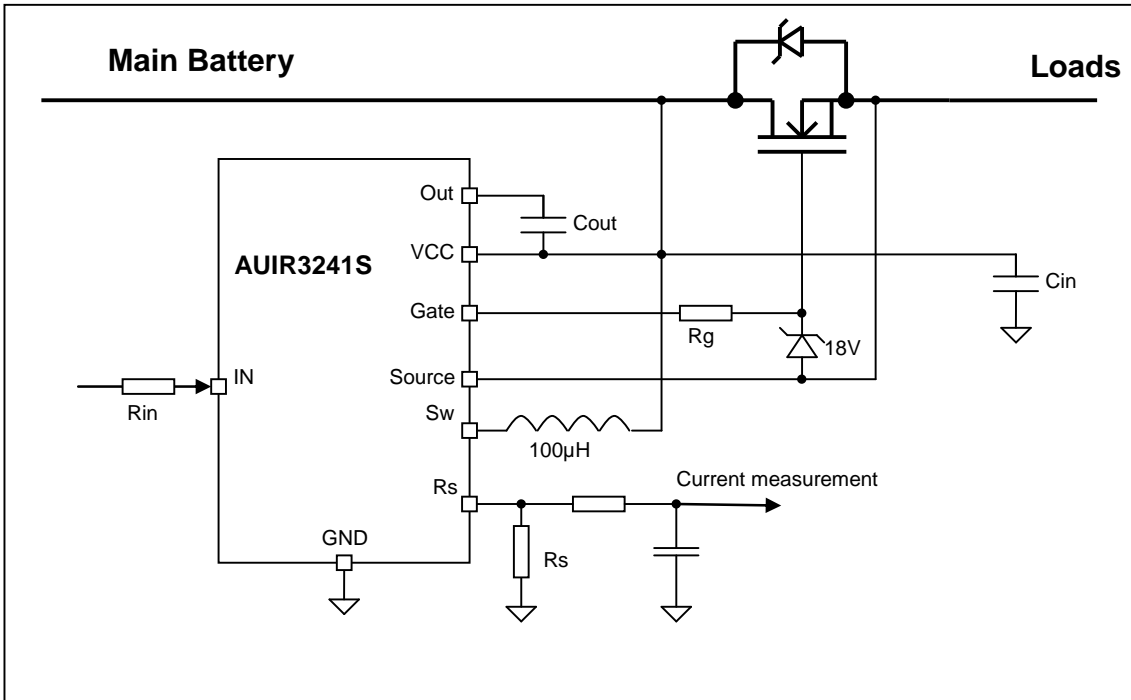 Main Battery
Loads
Out
Cout
VCC
AUIR3241S
Cin
Gate
Rg
18V
IN
Source
Rin
Sw
100µH
Rs
Current measurement
GND
Rs